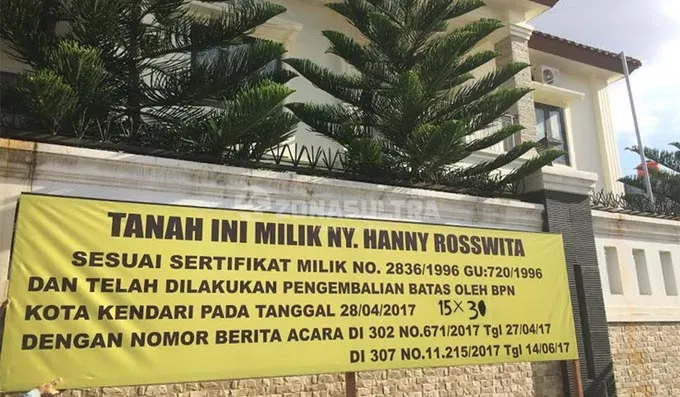 TANAH INI MILIK NY. HANNY ROSSWITA
SESUAI SERTIFIKAT MILIK NO. 2836/1996 GU:720/1996
DAN TELAH DILAKUKAN PENGEMBALIAN BATAS OLEH BPN
KOTA KENDARI PADA TANGGAL 28/04/2017 15 x 30
DENGAN NOMOR BERITA ACARA DI 302 NO.671/2017 Tgl 27/04/17
DI 307 NO.11.215/2017 Tgl 14/06/17
ZONASULTRA